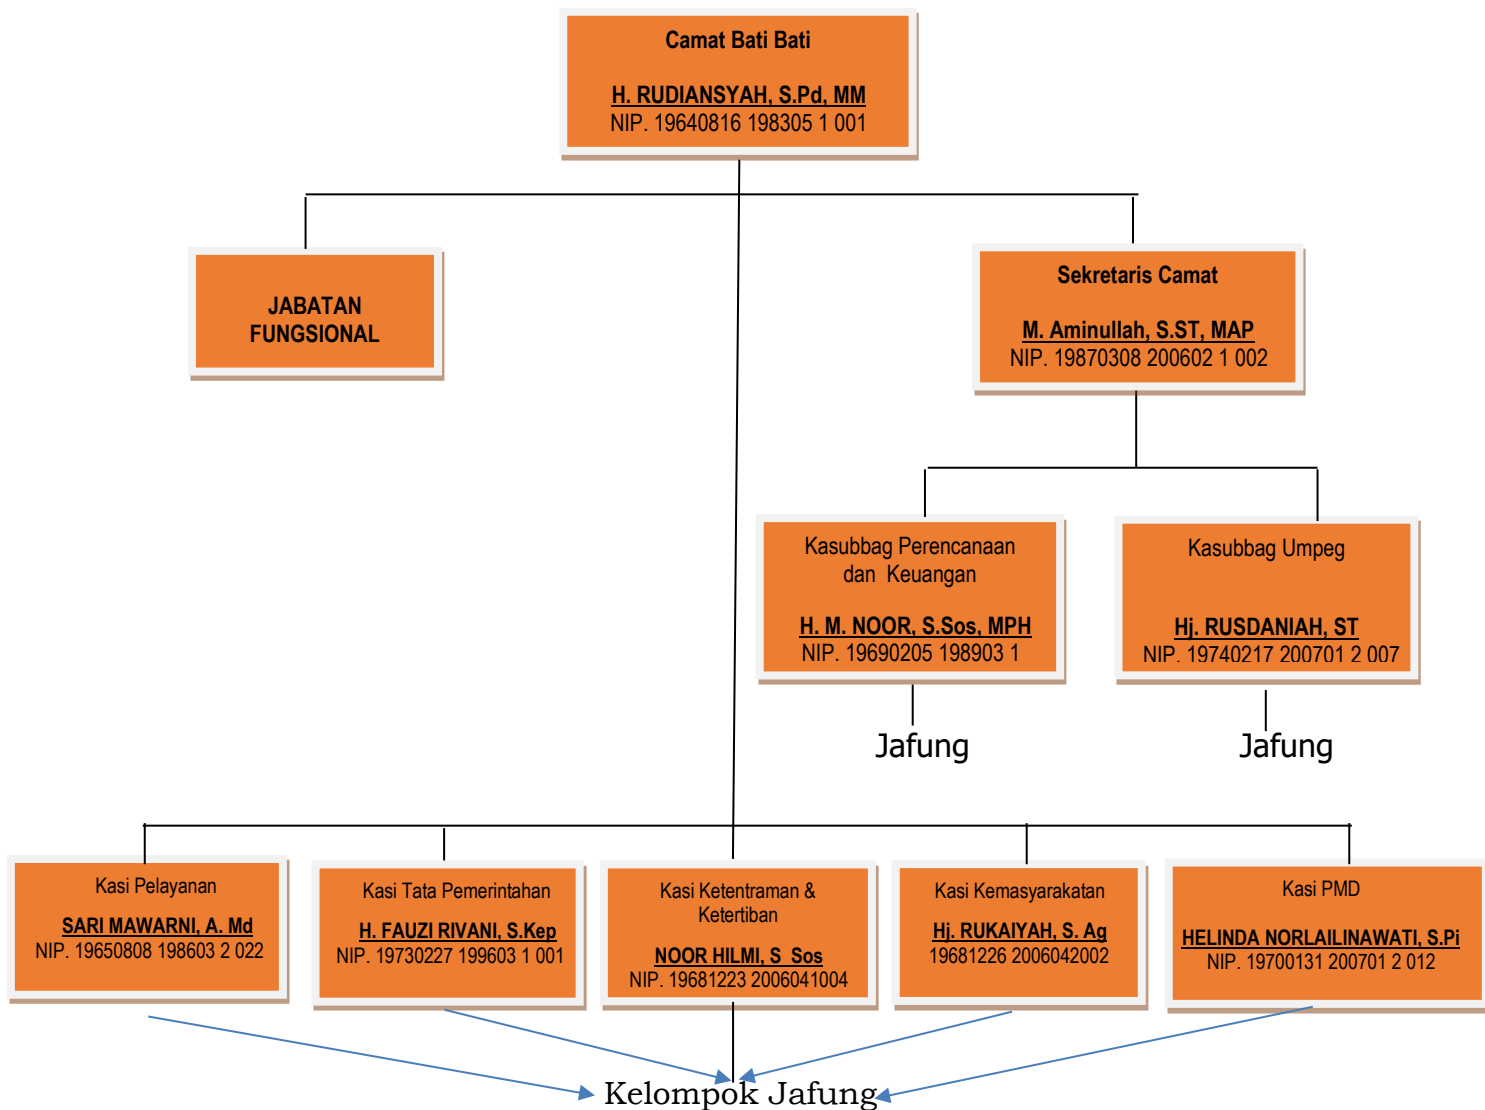 Camat Bati Bati
H. RUDIANSYAH, S.Pd, MM
NIP. 19640816 198305 1 001
JABATAN
FUNGSIONAL
Sekretaris Camat
M. Aminullah, S.ST, MAP
NIP. 19870308 200602 1 002
Kasubbag Perencanaan
dan Keuangan
H. M. NOOR, S.Sos, MPH
NIP. 19690205 198903 1
Kasubbag Umpeg
Hj. RUSDANIAH, ST
NIP. 19740217 200701 2 007
Jafung
Jafung
Kasi Pelayanan
SARI MAWARNI, A. Md
NIP. 19650808 198603 2 022
Kasi Tata Pemerintahan
H. FAUZI RIVANI, S.Kep
NIP. 19730227 199603 1 001
Kasi Ketentraman &
Ketertiban
NOOR HILMI, S Sos
NIP. 19681223 2006041004
Kasi Kemasyarakatan
Hj. RUKAIYAH, S. Ag
19681226 2006042002
Kasi PMD
HELINDA NORLAILINAWATI, S.Pi
NIP. 19700131 200701 2 012
Kelompok Jafung